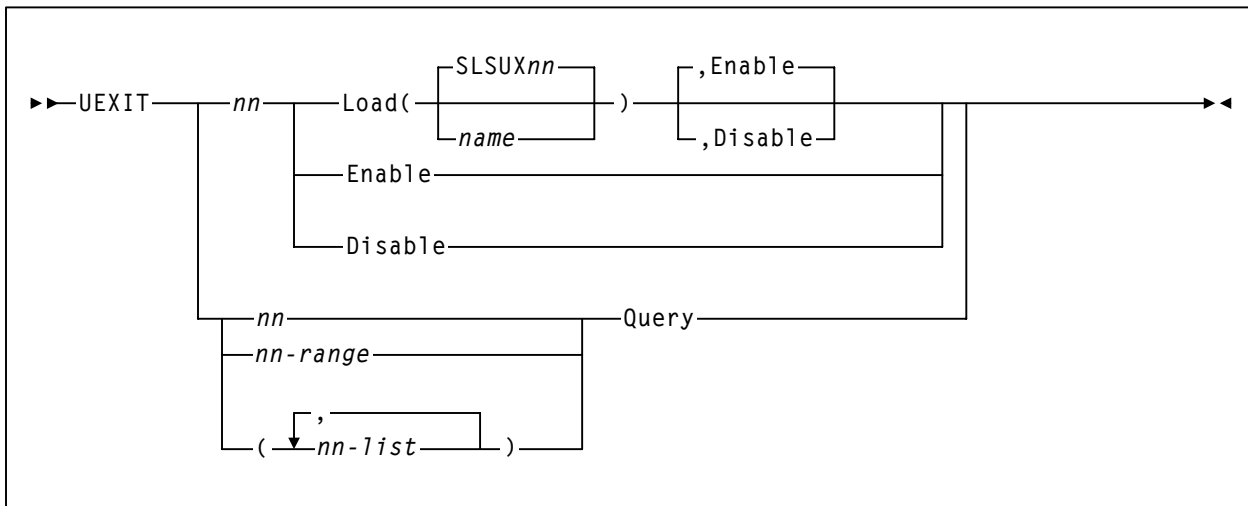 SLSUXnn ,Enable
UEXIT nn Load( )
name ,Disable
Enable
Disable
nn Query
nn-range
,
( nn-list )